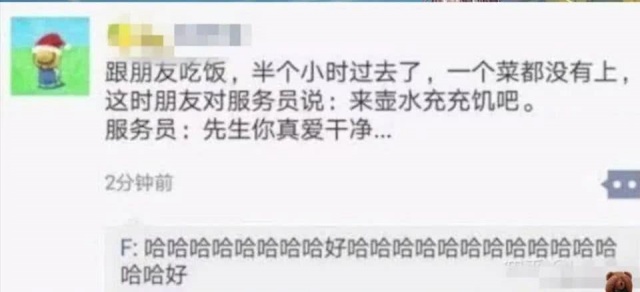 跟朋友吃饭，半个小时过去了，一个菜都没有上，
这时朋友对服务员说：来壶水充充饥吧。
服务员：先生你真爱干净...
2分钟前
F: 哈哈哈哈哈哈哈哈好哈哈哈哈哈哈哈哈哈哈哈哈
哈哈好